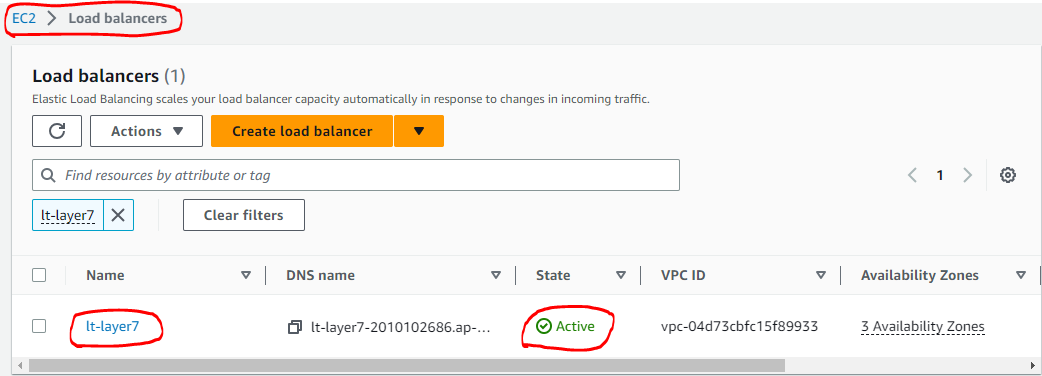 EC2 > Load balancers
Load balancers (1)
Elastic Load Balancing scales your load balancer capacity automatically in response to changes in incoming traffic.
Actions Create load balancer
Find resources by attribute or tag 1
lt-layer7 Clear filters
Name DNS name State VPC ID Availability Zones
lt-layer7 lt-layer7-2010102686.ap-... Active vpc-04d73cbfc15f89933 3 Availability Zones